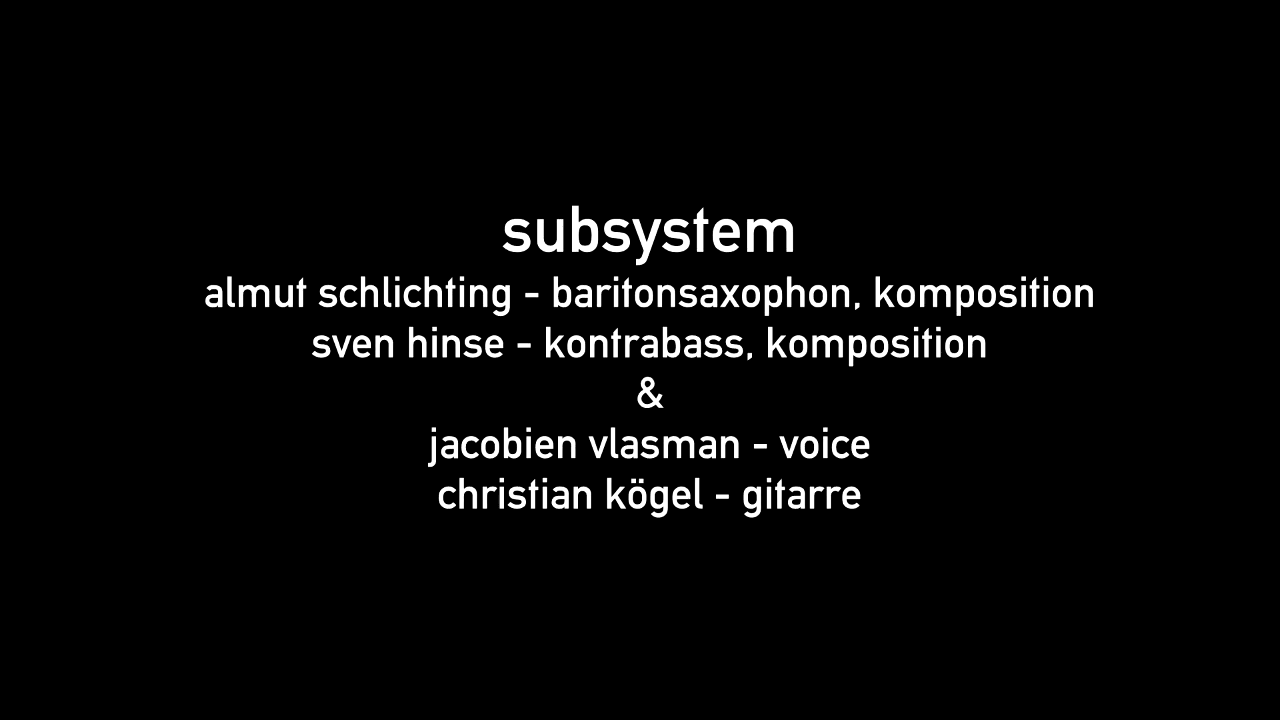 subsystem
almut schlichting - baritonsaxophon, komposition
sven hinse - kontrabass, komposition
&
jacobien vlasman - voice
christian kögel - gitarre